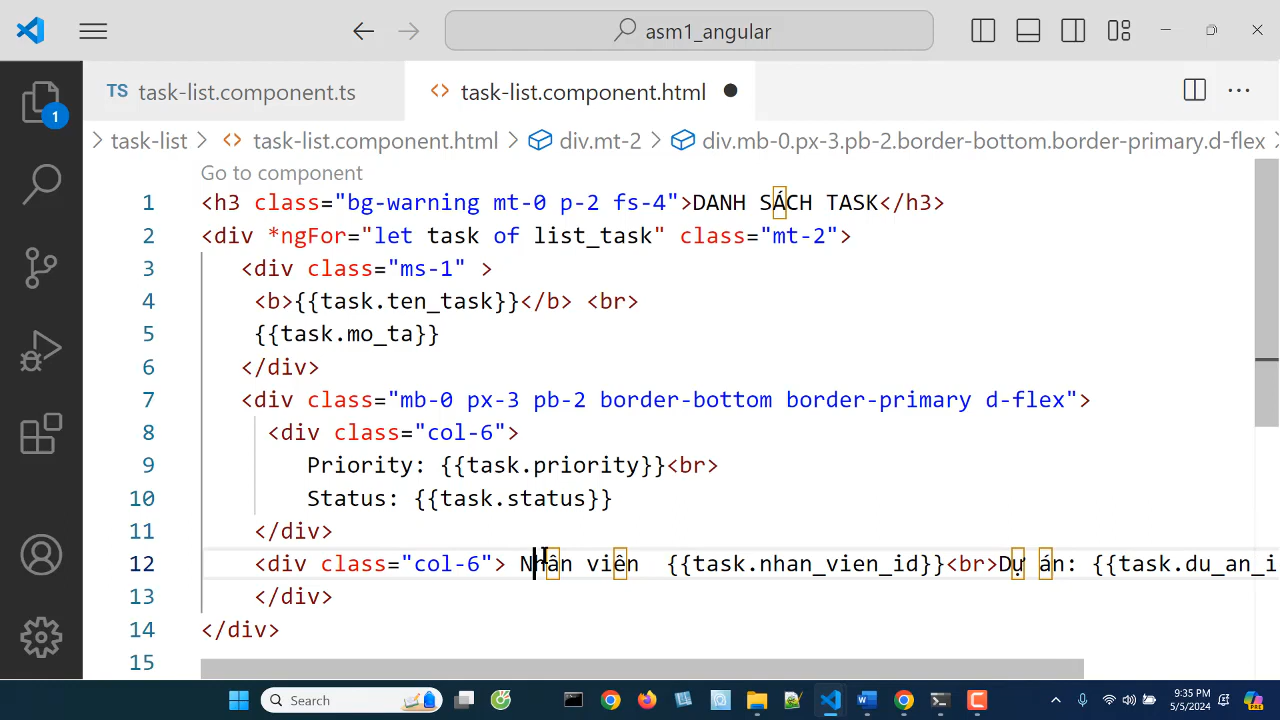 asm1_angular
TS task-list.component.ts
<> task-list.component.html
task-list > <> task-list.component.html > div.mt-2 > div.mb-0.px-3.pb-2.border-bottom.border-primary.d-flex >
1
Go to component
1 <h3 class="bg-warning mt-0 p-2 fs-4">DANH SÁCH TASK</h3>
2 <div *ngFor="let task of list_task" class="mt-2">
3 <div class="ms-1" >
4 <b>{{task.ten_task}}</b> <br>
5 {{task.mo_ta}}
6 </div>
7 <div class="mb-0 px-3 pb-2 border-bottom border-primary d-flex">
8 <div class="col-6">
9 Priority: {{task.priority}}<br>
10 Status: {{task.status}}
11 </div>
12 <div class="col-6"> Nhân viên {{task.nhan_vien_id}}<br>Dự án: {{task.du_an_i
13 </div>
14 </div>
15
Search
9:35 PM
5/5/2024
PRE